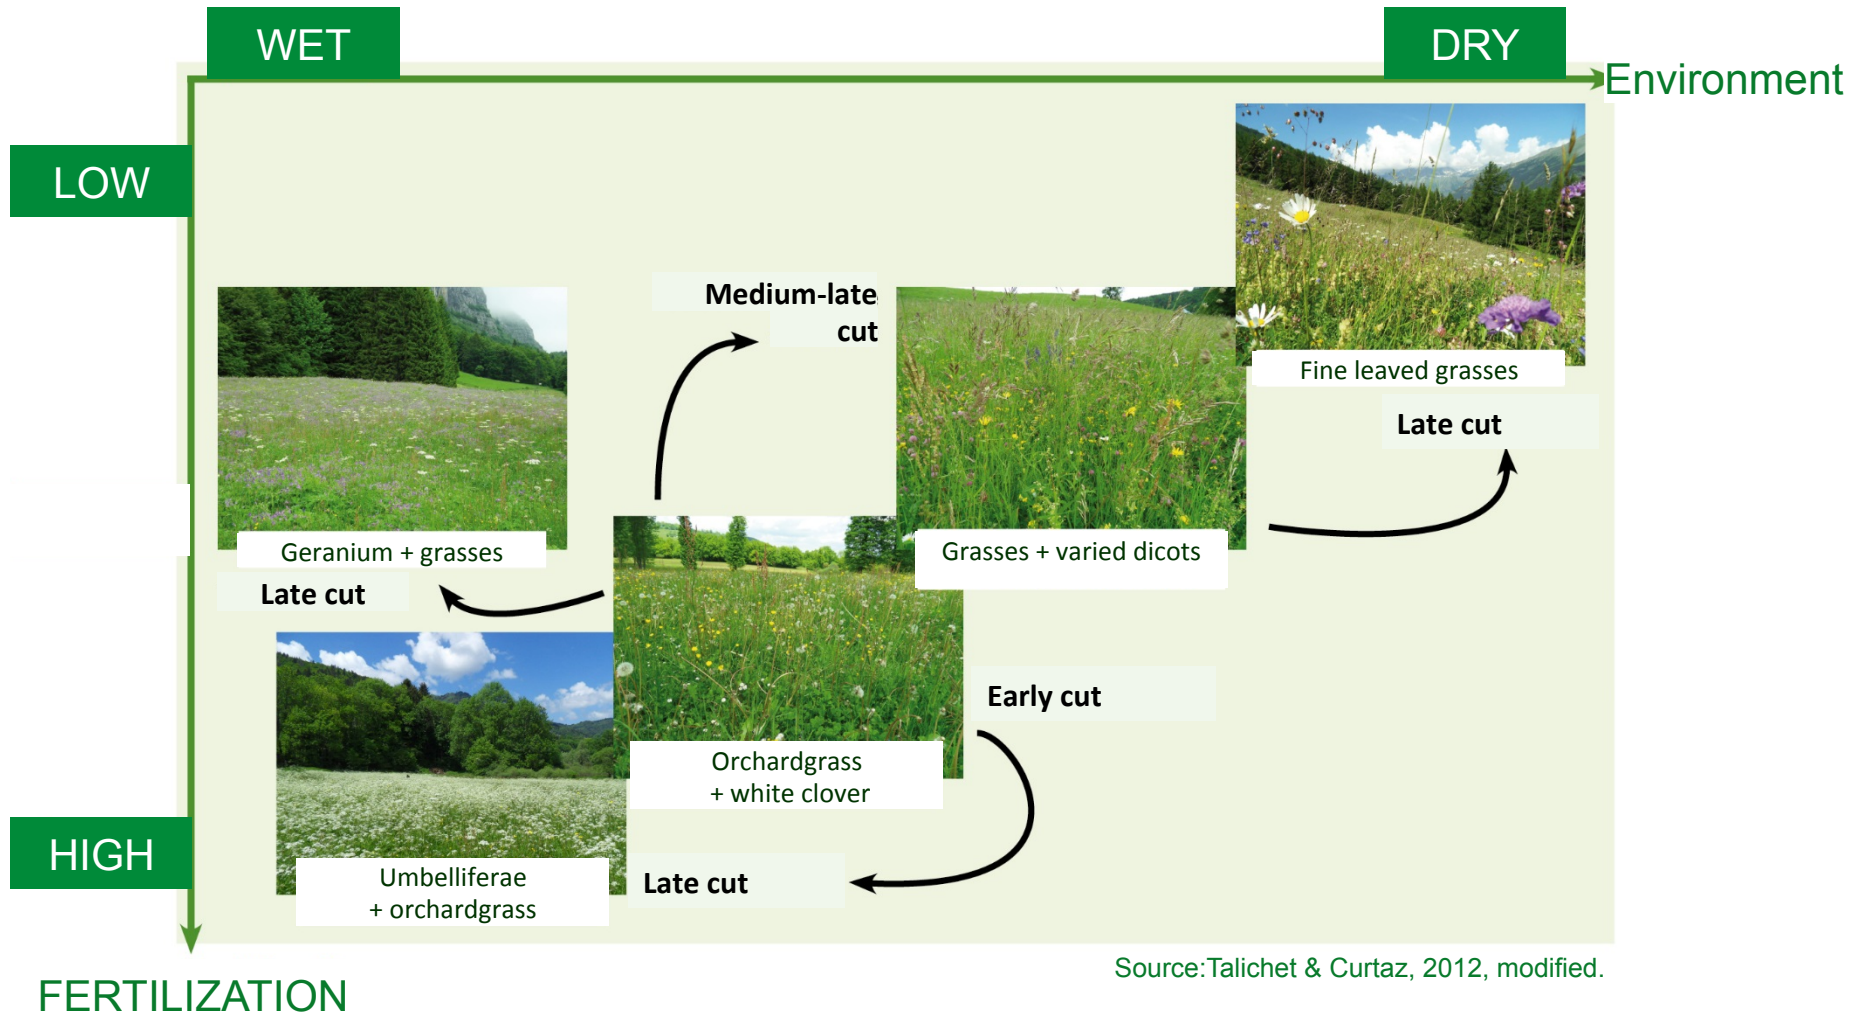 WET
DRY
Environment
LOW
Medium-late
cut
Fine leaved grasses
Late cut
Geranium + grasses
Grasses + varied dicots
Late cut
Early cut
Orchardgrass
+ white clover
HIGH
Umbelliferae
+ orchardgrass
Late cut
Source:Talichet & Curtaz, 2012, modified.
FERTILIZATION